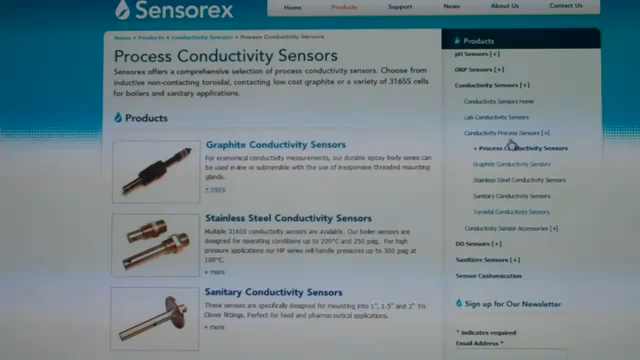 Sensorex
Home
Products
Support
News
About Us
Contact Us
Home » Products » Conductivity Sensors » Process Conductivity Sensors
Process Conductivity Sensors
Sensorex offers a comprehensive selection of process conductivity sensors. Choose from
inductive non-contacting toroidal, contacting low cost graphite or a variety of 316SS cells
for boilers and sanitary applications.
Products
Graphite Conductivity Sensors
For economical conductivity measurements, our durable epoxy body series can
be used in-line or submersible with the use of inexpensive threaded mounting
glands.
» more
Stainless Steel Conductivity Sensors
Multiple 316SS conductivity sensors are available. Our boiler sensors are
designed for operating conditions up to 200°C and 250 psig. For high
pressure applications our HP series will handle pressures up to 300 psig at
100°C.
» more
Sanitary Conductivity Sensors
These sensors are specifically designed for mounting into 1", 1.5" and 2" Tri-
Clover fittings. Perfect for food and pharmaceutical applications.
» more
Products
pH Sensors [+]
ORP Sensors [+]
Conductivity Sensors [+]
Conductivity Sensors Home
Lab Conductivity Sensors
Conductivity Process Sensors [+]
» Process Conductivity Sensors
Graphite Conductivity Sensors
Stainless Steel Conductivity Sensors
Sanitary Conductivity Sensors
Toroidal Conductivity Sensors
Conductivity Sensor Accessories [+]
DO Sensors [+]
Sanitizer Sensors [+]
Sensor Customization
Sign up for Our Newsletter
* indicates required
Email Address *